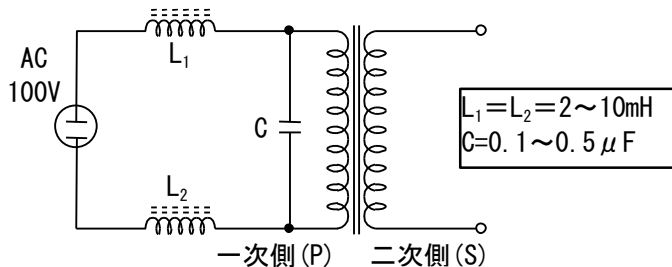 AC
100V
L₁
C
L₂
一次側(P)
二次側(S)
L₁=L₂=2～10mH
C=0.1～0.5μF